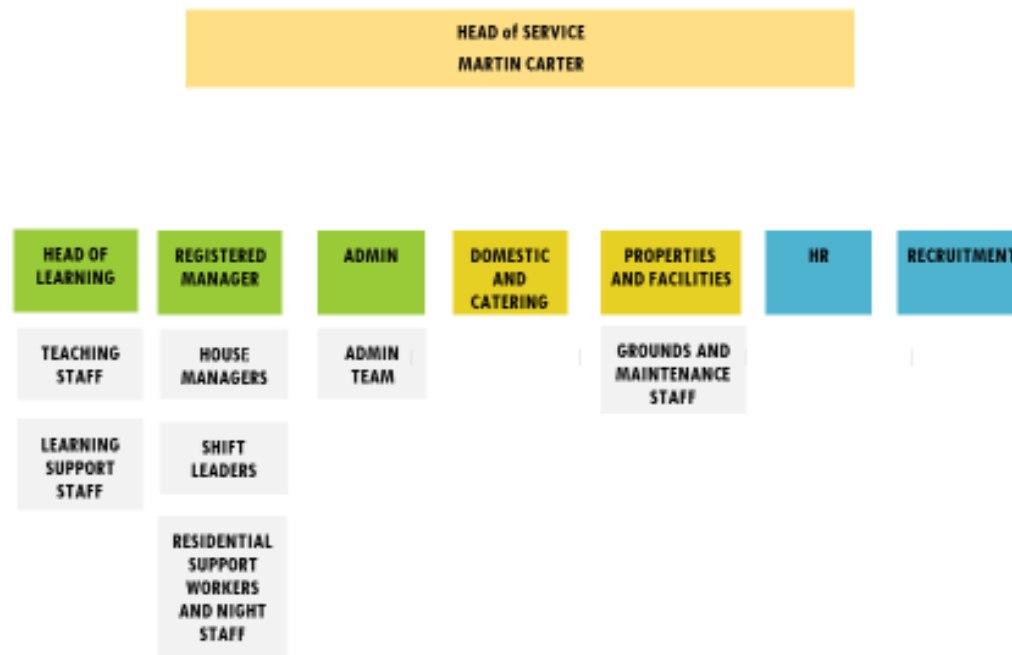 HEAD of SERVICE
MARTIN CARTER
HEAD OF
LEARNING
REGISTERED
MANAGER
ADMIN
DOMESTIC
AND
CATERING
PROPERTIES
AND FACILITIES
HR
RECRUITMENT
TEACHING
STAFF
HOUSE
MANAGERS
ADMIN
TEAM
GROUNDS AND
MAINTENANCE
STAFF
LEARNING
SUPPORT
STAFF
SHIFT
LEADERS
RESIDENTIAL
SUPPORT
WORKERS
AND NIGHT
STAFF